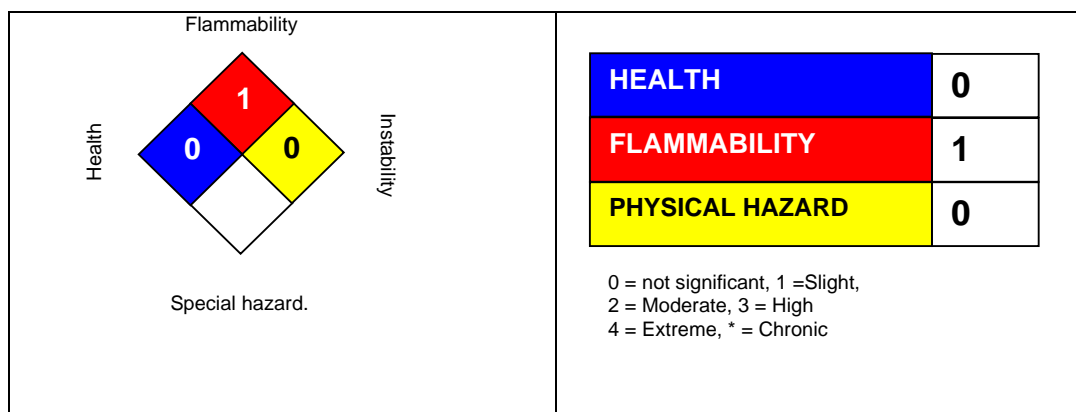 Flammability
1
Health
0
0
Instability
Special hazard.
HEALTH 0
FLAMMABILITY 1
PHYSICAL HAZARD 0
0 = not significant, 1 =Slight,
2 = Moderate, 3 = High
4 = Extreme, * = Chronic